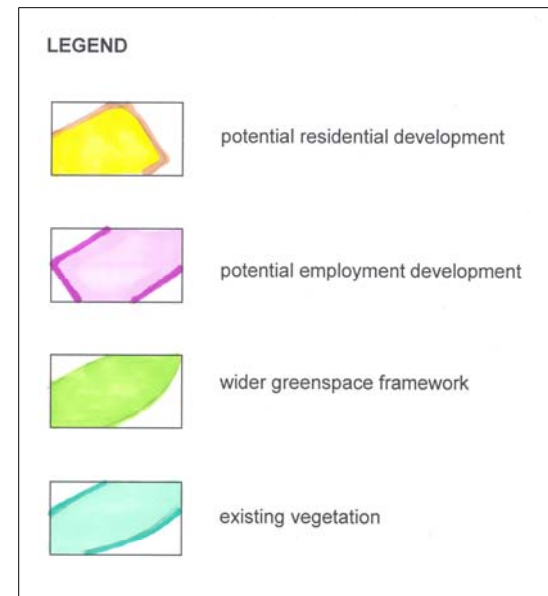 LEGEND
potential residential development
potential employment development
wider greenspace framework
existing vegetation